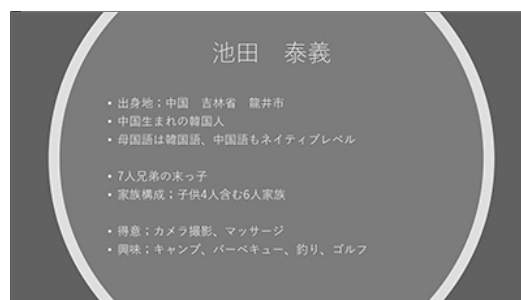 池田　泰義
• 出身地；中国　吉林省　龍井市
• 中国生まれの韓国人
• 母国語は韓国語、中国語もネイティブレベル
• 7人兄弟の末っ子
• 家族構成；子供4人含む6人家族
• 得意；カメラ撮影、マッサージ
• 興味；キャンプ、バーベキュー、釣り、ゴルフ